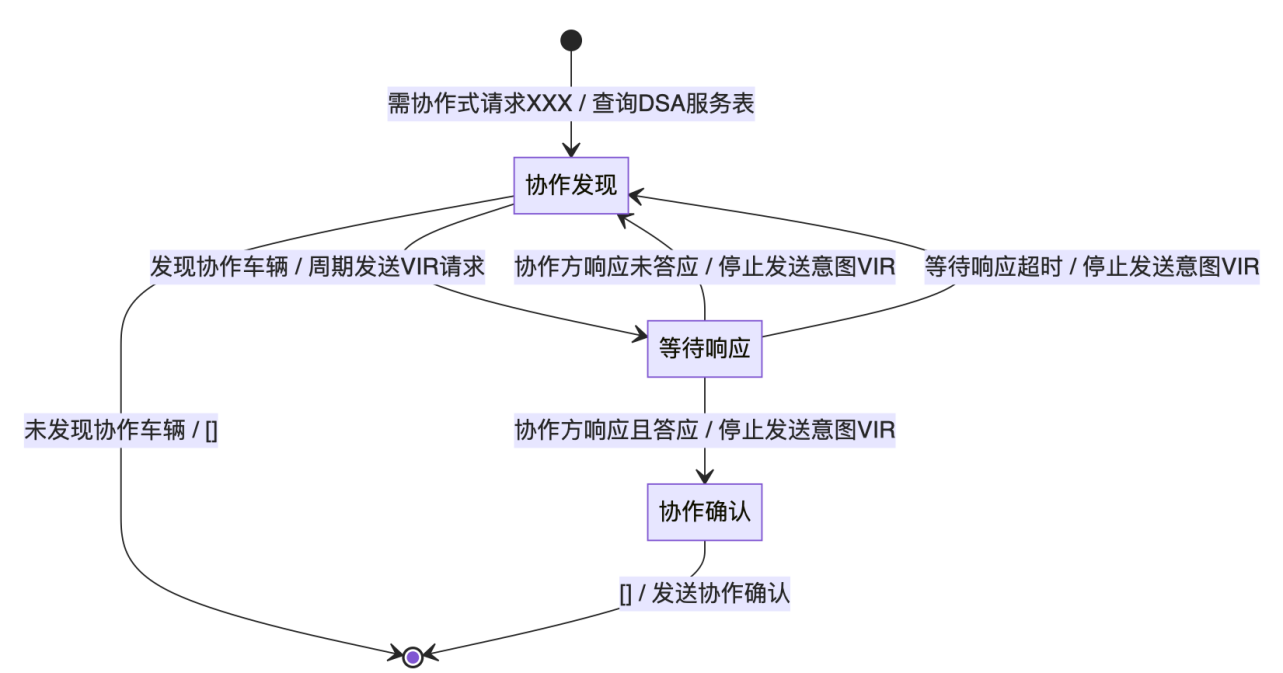 需协作式请求XXX / 查询DSA服务表
协作发现
发现协作车辆 / 周期发送VIR请求
协作方响应未答应 / 停止发送意图VIR
等待响应超时 / 停止发送意图VIR
等待响应
未发现协作车辆 / []
协作方响应且答应 / 停止发送意图VIR
协作确认
[] / 发送协作确认